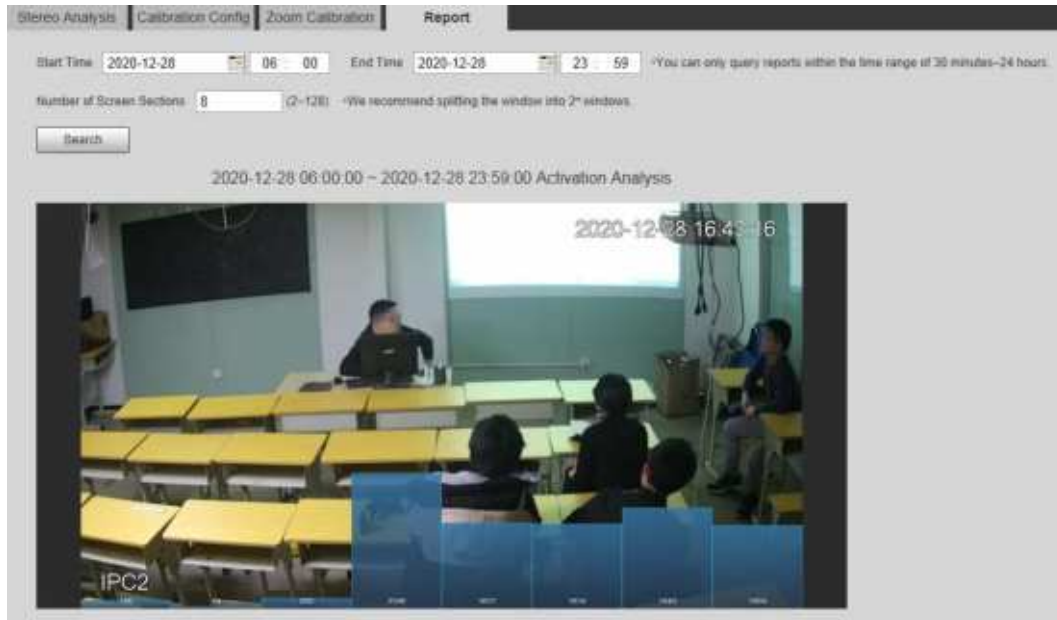 Stereo Analysis Calibration Config Zoom Calibration Report
Start Time 2020-12-28 06 : 00 End Time 2020-12-28 23 : 59 *You can only query reports within the time range of 30 minutes~24 hours.
Number of Screen Sections 8 (2~128) *We recommend splitting the window into 2ⁿ windows.
Search
2020-12-28 06:00:00 ~ 2020-12-28 23:59:00 Activation Analysis
2020-12-28 16:43:16
IPC2